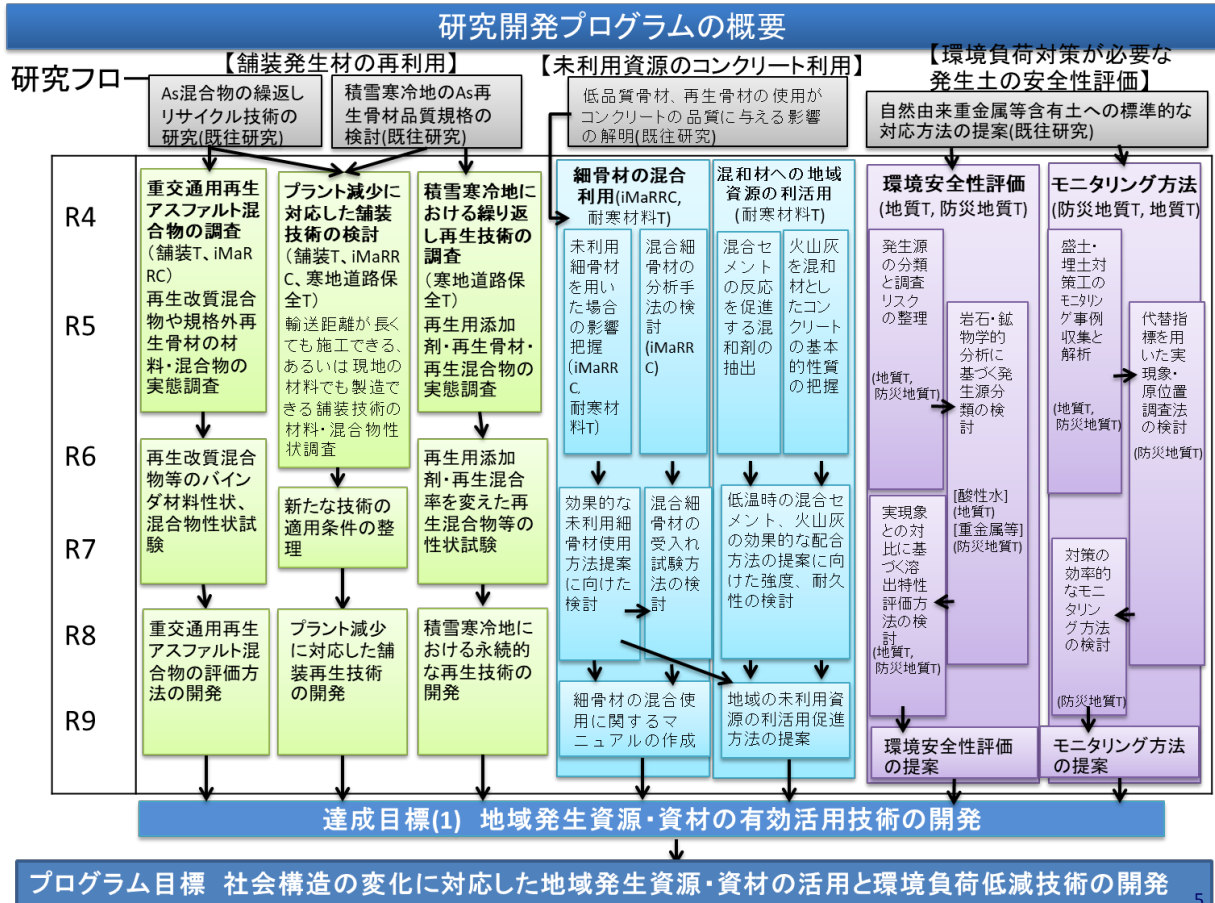 研究開発プログラムの概要
研究フロー
【舗装発生材の再利用】
【未利用資源のコンクリート利用】
【環境負荷対策が必要な
発生土の安全性評価】
As混合物の繰返し
リサイクル技術の
研究(既往研究)
積雪寒冷地のAs再
生骨材品質規格の
検討(既往研究)
低品質骨材、再生骨材の使用が
コンクリートの品質に与える影響
の解明(既往研究)
自然由来重金属等含有土への標準的な
対応方法の提案(既往研究)
R4
R5
R6
R7
R8
R9
重交通用再生
アスファルト混
合物の調査
(舗装T、iMaR
RC)
再生改質混合
物や規格外再
生骨材の材
料・混合物の
実態調査
再生改質混合
物等のバイン
ダ材料性状、
混合物性状試
験
重交通用再生
アスファルト混
合物の評価方
法の開発
プラント減少に
対応した舗装
技術の検討
(舗装T、iMaRR
C、寒地道路保
全T)
輸送距離が長く
ても施工できる、
あるいは現地の
材料でも製造で
きる舗装技術の
材料・混合物性
状調査
新たな技術の
適用条件の整
理
プラント減少
に対応した舗
装再生技術
の開発
積雪寒冷地に
おける繰り返
し再生技術の
調査
(寒地道路保
全T)
再生用添加
剤・再生骨材・
再生混合物の
実態調査
再生用添加
剤・再生混合
率を変えた再
生混合物等の
性状試験
積雪寒冷地に
おける永続的
な再生技術の
開発
細骨材の混合
利用(iMaRRC,
耐寒材料T)
未利用
細骨材
を用い
た場合
の影響
把握
(iMaRR
C,
耐寒材
料T)
混合細
骨材の
分析手
法の検
討
(iMaRR
C)
効果的な
未利用細
骨材使用
方法提案
に向けた
検討
混合細
骨材の
受入れ
試験方
法の検
討
細骨材の混合使
用に関するマ
ニュアルの作成
混和材への地域
資源の利活用
(耐寒材料T)
混合セ
メント
の反応
を促進
する混
和剤の
抽出
火山灰
を混和
材とし
たコン
クリート
の基本
的性質
の把握
低温時の混合セ
メント、火山灰
の効果的な配合
方法の提案に向
けた強度、耐久
性の検討
地域の未利用資
源の利活用促進
方法の提案
環境安全性評価
(地質T, 防災地質T)
発生源
の分類
と調査
リスク
の整理
(地質T,
防災地質T)
岩石・鉱
物学的
分析に
基づく発
生源分
類の検
討
[酸性水]
(地質T)
[重金属等]
(防災地質T)
実現象
との対
比に基
づく溶
出特性
評価方
法の検
討
(地質T,
防災地質T)
環境安全性評価
の提案
モニタリング方法
(防災地質T, 地質T)
盛土・
埋土対
策工の
モニタリン
グ事例
収集と
解析
(地質T,
防災地質T)
代替指
標を用
いた実
現象・
原位置
調査法
の検討
(防災地質T)
対策の
効率的
なモニ
タリン
グ方法
の検討
(防災地質T)
モニタリング方法
の提案
達成目標(1) 地域発生資源・資材の有効活用技術の開発
プログラム目標 社会構造の変化に対応した地域発生資源・資材の活用と環境負荷低減技術の開発
5